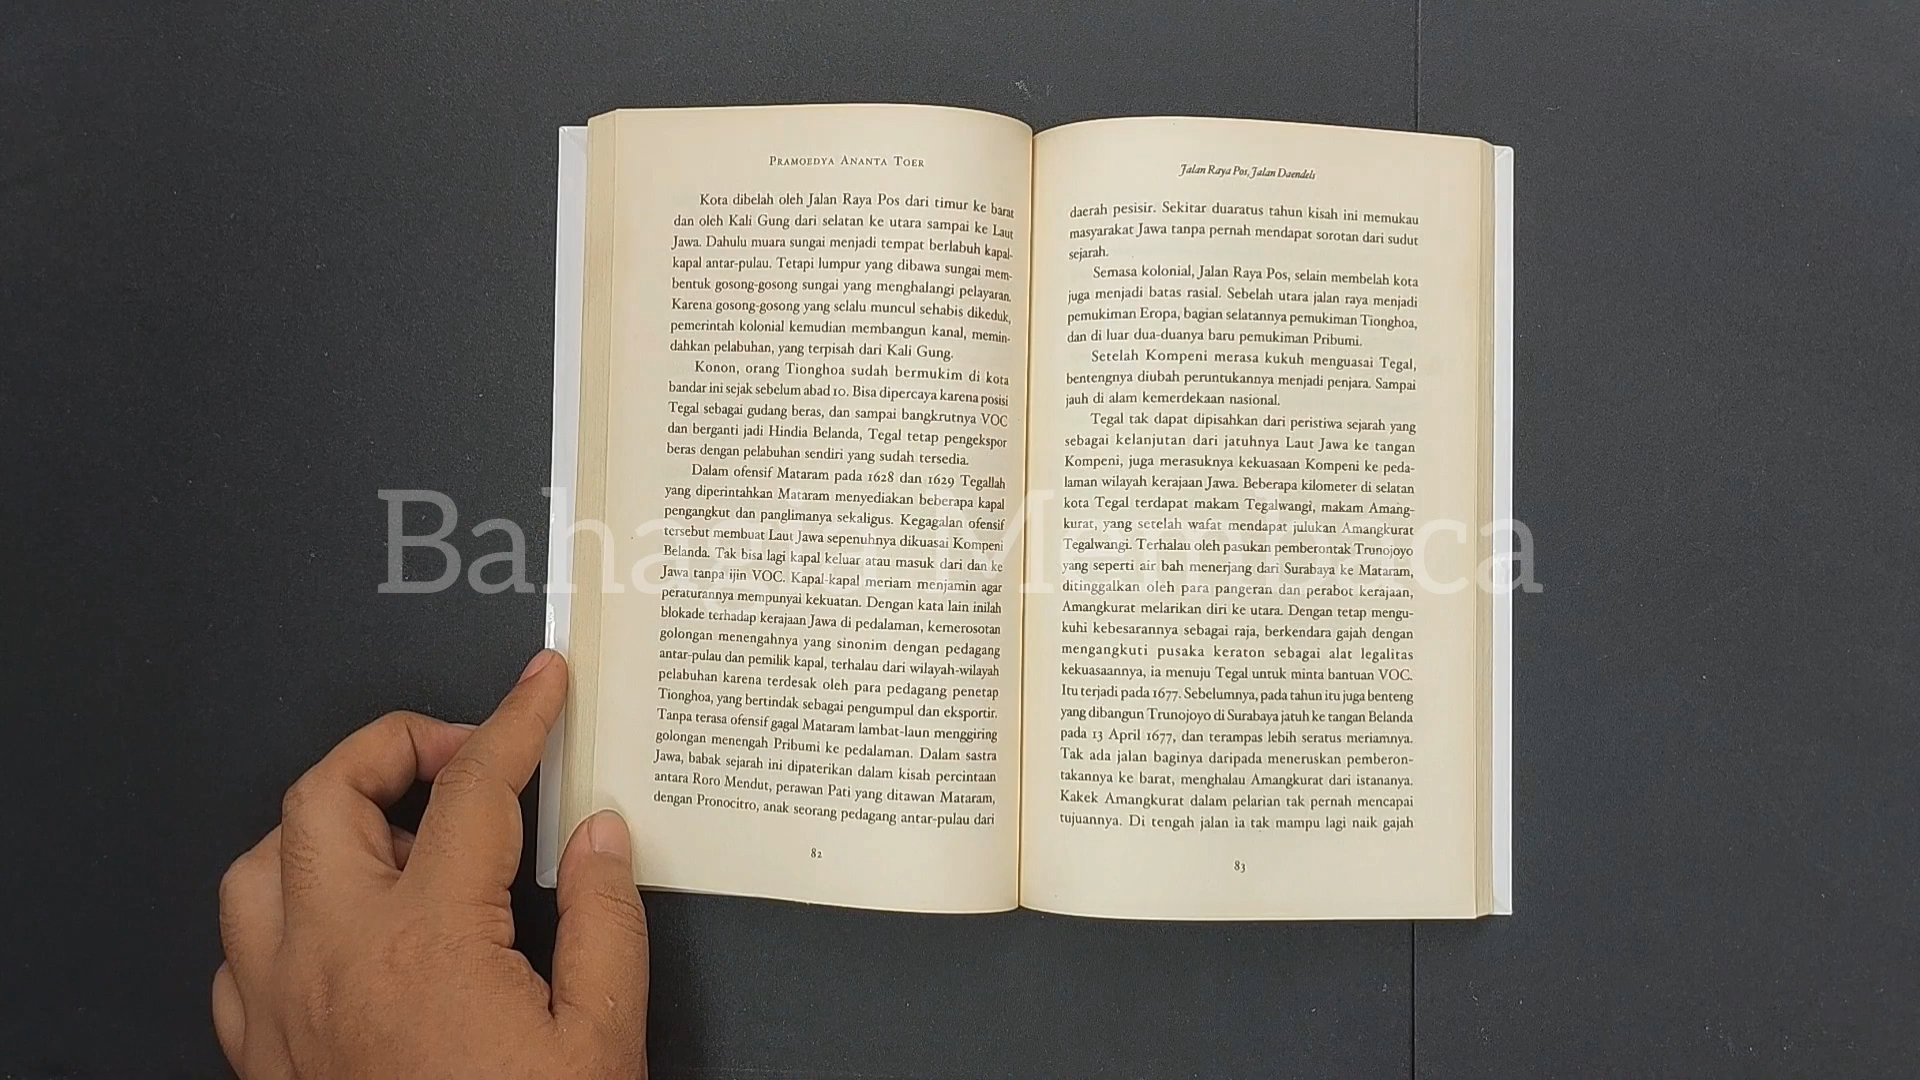 PRAMOEDYA ANANTA TOER
Kota dibelah oleh Jalan Raya Pos dari timur ke barat
dan oleh Kali Gung dari selatan ke utara sampai ke Laut
Jawa. Dahulu muara sungai menjadi tempat berlabuh kapal-
kapal antar-pulau. Tetapi lumpur yang dibawa sungai mem-
bentuk gosong-gosong sungai yang menghalangi pelayaran.
Karena gosong-gosong yang selalu muncul sehabis dikeduk,
pemerintah kolonial kemudian membangun kanal, memin-
dahkan pelabuhan, yang terpisah dari Kali Gung.
Konon, orang Tionghoa sudah bermukim di kota
bandar ini sejak sebelum abad 10. Bisa dipercaya karena posisi
Tegal sebagai gudang beras, dan sampai bangkrutnya VOC
dan berganti jadi Hindia Belanda, Tegal tetap pengekspor
beras dengan pelabuhan sendiri yang sudah tersedia.
Dalam ofensif Mataram pada 1628 dan 1629 Tegallah
yang diperintahkan Mataram menyediakan beberapa kapal
pengangkut dan panglimanya sekaligus. Kegagalan ofensif
tersebut membuat Laut Jawa sepenuhnya dikuasai Kompeni
Belanda. Tak bisa lagi kapal keluar atau masuk dari dan ke
Jawa tanpa ijin VOC. Kapal-kapal meriam menjamin agar
peraturannya mempunyai kekuatan. Dengan kata lain inilah
blokade terhadap kerajaan Jawa di pedalaman, kemerosotan
golongan menengahnya yang sinonim dengan pedagang
antar-pulau dan pemilik kapal, terhalau dari wilayah-wilayah
pelabuhan karena terdesak oleh para pedagang penetap
Tionghoa, yang bertindak sebagai pengumpul dan eksportir.
Tanpa terasa ofensif gagal Mataram lambat-laun menggiring
golongan menengah Pribumi ke pedalaman. Dalam sastra
Jawa, babak sejarah ini dipaterikan dalam kisah percintaan
antara Roro Mendut, perawan Pati yang ditawan Mataram,
dengan Pronocitro, anak seorang pedagang antar-pulau dari
82
Jalan Raya Pos, Jalan Daendels
daerah pesisir. Sekitar duaratus tahun kisah ini memukau
masyarakat Jawa tanpa pernah mendapat sorotan dari sudut
sejarah.
Semasa kolonial, Jalan Raya Pos, selain membelah kota
juga menjadi batas rasial. Sebelah utara jalan raya menjadi
pemukiman Eropa, bagian selatannya pemukiman Tionghoa,
dan di luar dua-duanya baru pemukiman Pribumi.
Setelah Kompeni merasa kukuh menguasai Tegal,
bentengnya diubah peruntukannya menjadi penjara. Sampai
jauh di alam kemerdekaan nasional.
Tegal tak dapat dipisahkan dari peristiwa sejarah yang
sebagai kelanjutan dari jatuhnya Laut Jawa ke tangan
Kompeni, juga merasuknya kekuasaan Kompeni ke peda-
laman wilayah kerajaan Jawa. Beberapa kilometer di selatan
kota Tegal terdapat makam Tegalwangi, makam Amang-
kurat, yang setelah wafat mendapat julukan Amangkurat
Tegalwangi. Terhalau oleh pasukan pemberontak Trunojoyo
yang seperti air bah menerjang dari Surabaya ke Mataram,
ditinggalkan oleh para pangeran dan perabot kerajaan,
Amangkurat melarikan diri ke utara. Dengan tetap mengu-
kuhi kebesarannya sebagai raja, berkendara gajah dengan
mengangkuti pusaka keraton sebagai alat legalitas
kekuasaannya, ia menuju Tegal untuk minta bantuan VOC.
Itu terjadi pada 1677. Sebelumnya, pada tahun itu juga benteng
yang dibangun Trunojoyo di Surabaya jatuh ke tangan Belanda
pada 13 April 1677, dan terampas lebih seratus meriamnya.
Tak ada jalan baginya daripada meneruskan pemberon-
takannya ke barat, menghalau Amangkurat dari istananya.
Kakek Amangkurat dalam pelarian tak pernah mencapai
tujuannya. Di tengah jalan ia tak mampu lagi naik gajah
83
Bahagia Membaca